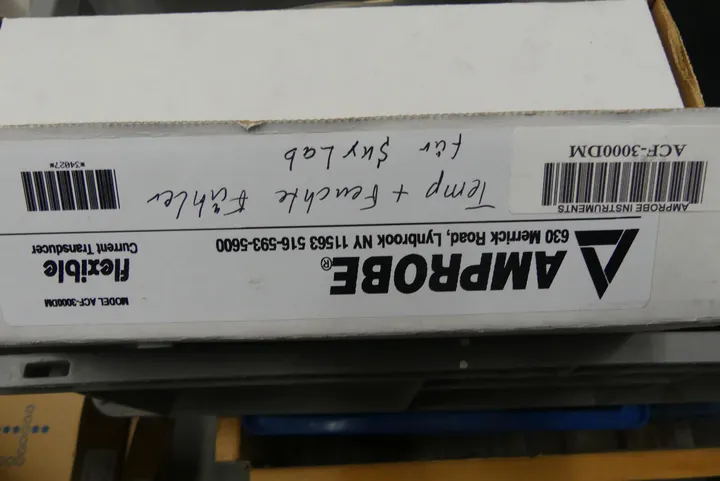 AMPROBE®
630 Merrick Road, Lynbrook NY 11563 516-593-5600
MODEL ACF-3000DM
flexible
Current Transducer
AMPROBE INSTRUMENTS
ACF-3000DM
Temp + Feuchte Fühler
für SkyLab
*34027*